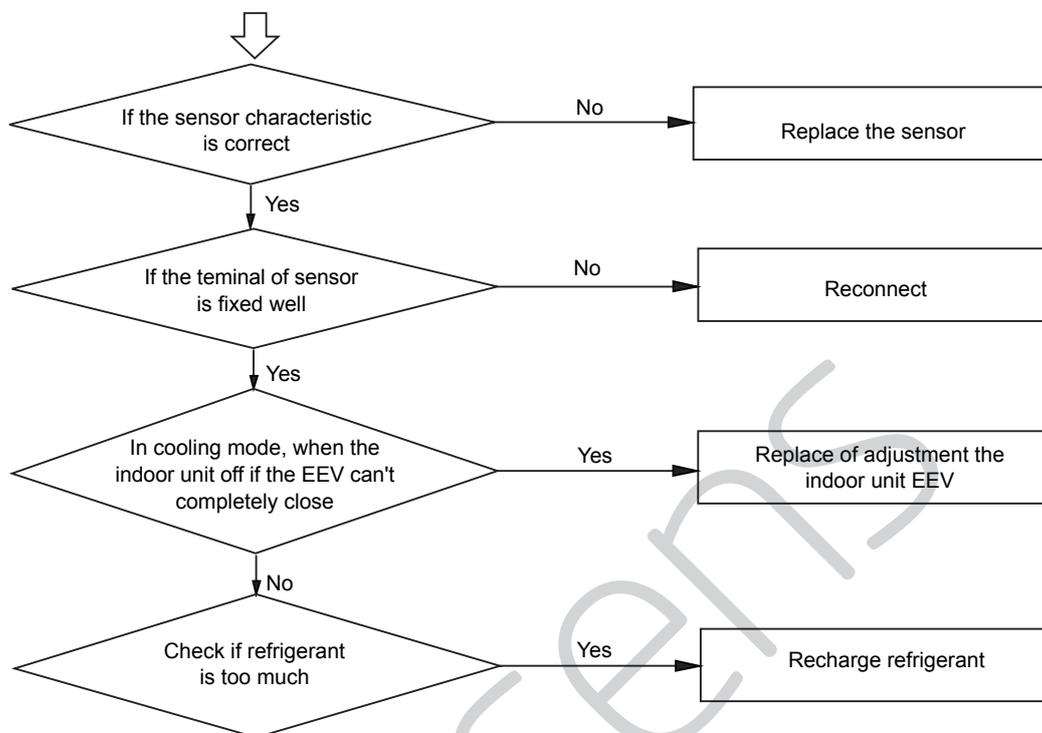 If the sensor characteristic
is correct
No
Replace the sensor
Yes
If the teminal of sensor
is fixed well
No
Reconnect
Yes
In cooling mode, when the
indoor unit off if the EEV can't
completely close
Yes
Replace of adjustment the
indoor unit EEV
No
Check if refrigerant
is too much
Yes
Recharge refrigerant